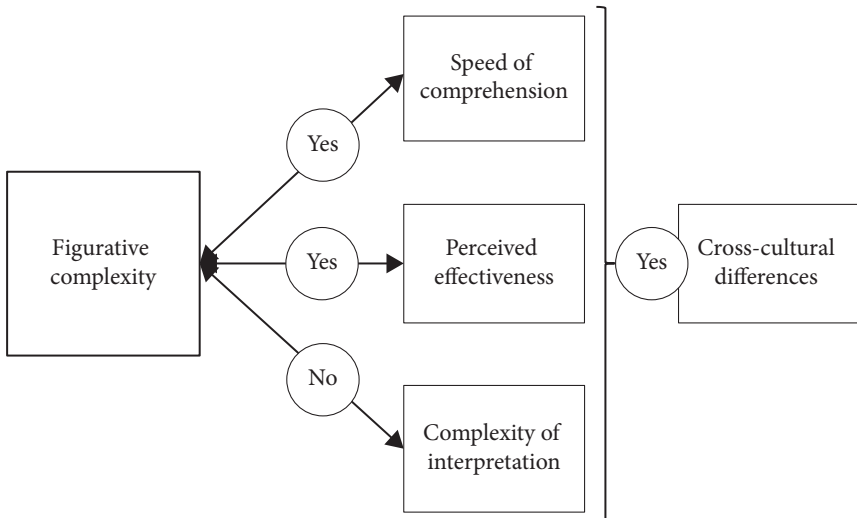 Speed of
comprehension
Yes
Figurative
complexity
Yes
Perceived
effectiveness
Yes
Cross-cultural
differences
No
Complexity of
interpretation